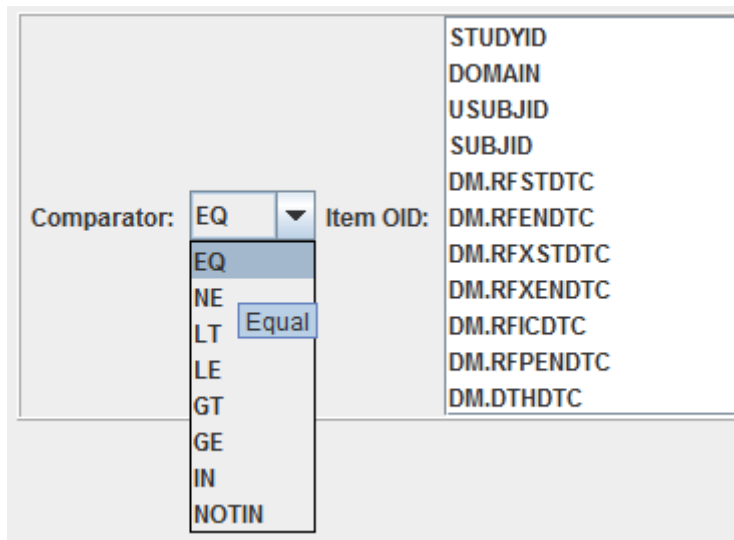 Comparator:
EQ
EQ
NE
LT
LE
GT
GE
IN
NOTIN
Equal
Item OID:
STUDYID
DOMAIN
USUBJID
SUBJID
DM.RFSTDTC
DM.RFENDTC
DM.RFXSTDTC
DM.RFXENDTC
DM.RFICDTC
DM.RFPENDTC
DM.DTHDTC